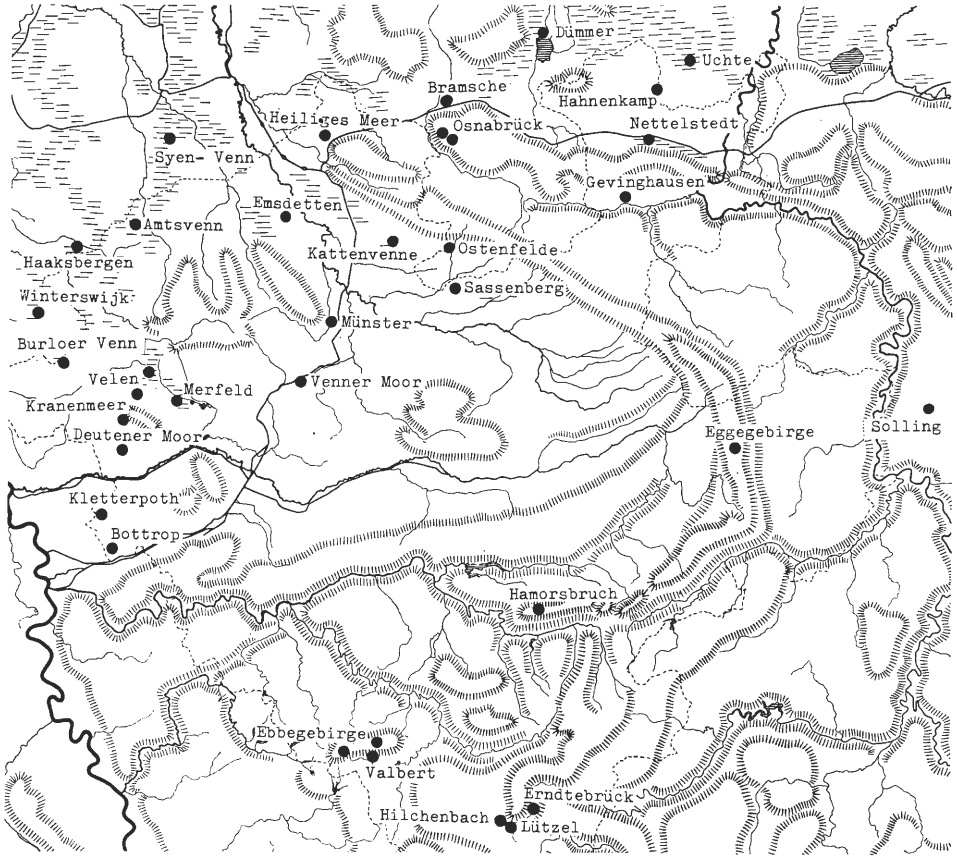 Dümmer
Uchte
Bramsche
Hahnenkamp
Heiliges Meer
Osnabrück
Nettelstedt
Syen- Venn
Gevinghausen
Emsdetten
Amtsvenn
Kattenvenne
Ostenfelde
Haaksbergen
Sassenberg
Winterswijk
Münster
Burloer Venn
Velen
Venner Moor
Merfeld
Kranenmeer
Solling
Deutener Moor
Eggegebirge
Kletterpoth
Bottrop
Hamorsbruch
Ebbegebirge
Valbert
Erndtebrück
Hilchenbach
Lützel